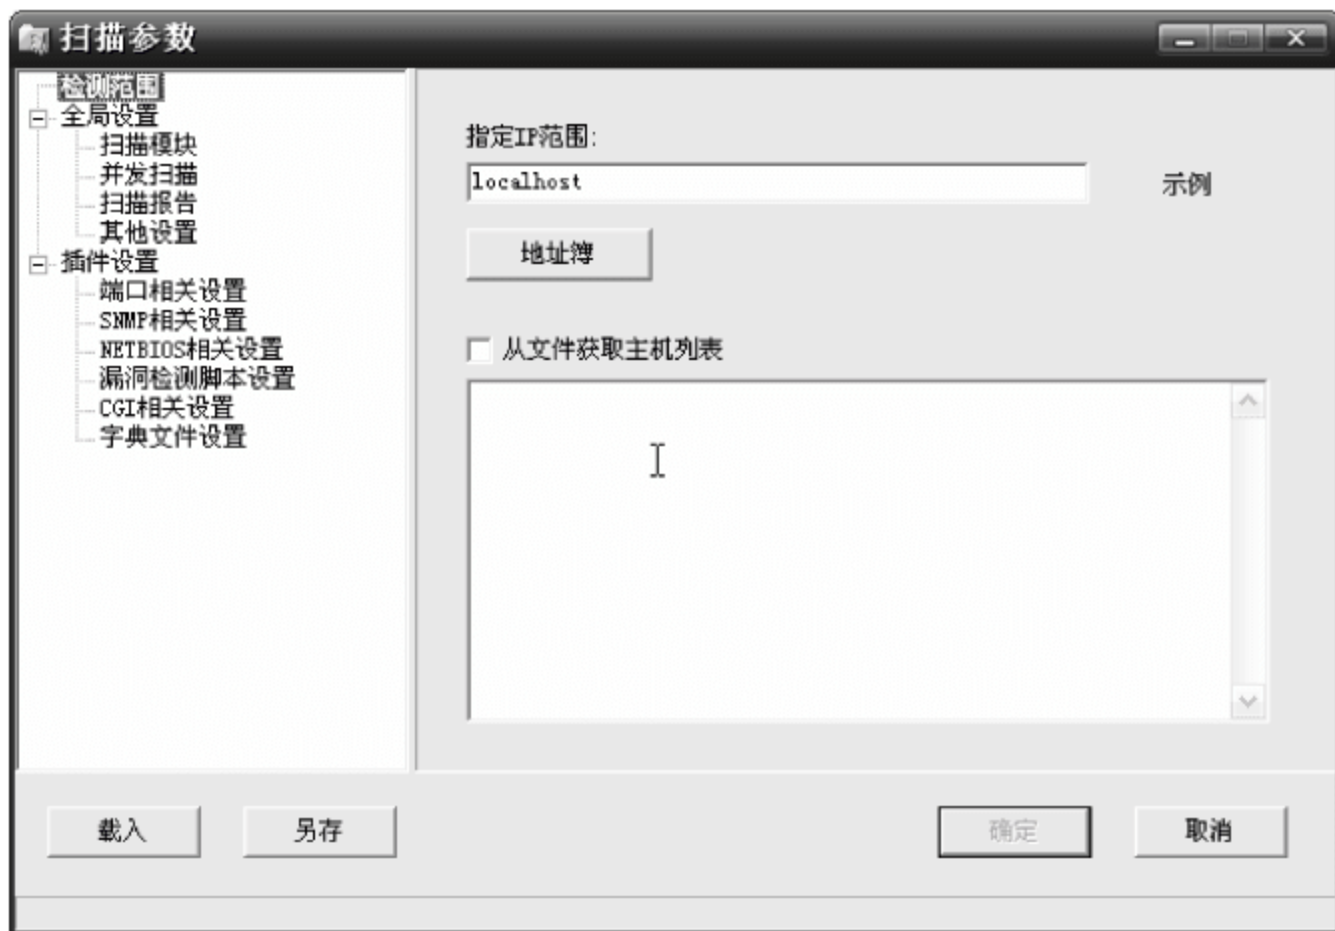 扫描参数
检测范围
全局设置
扫描模块
并发扫描
扫描报告
其他设置
插件设置
端口相关设置
SNMP相关设置
NETBIOS相关设置
漏洞检测脚本设置
CGI相关设置
字典文件设置
指定IP范围:
localhost
示例
地址簿
从文件获取主机列表
载入
另存
确定
取消